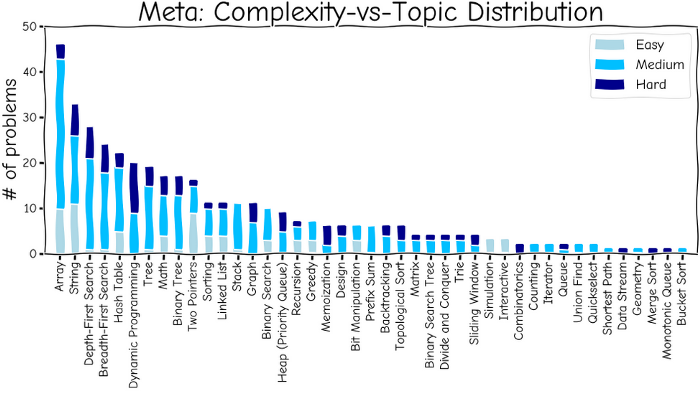 Meta: Complexity-vs-Topic Distribution
# of problems
50
40
30
20
10
0
Easy
Medium
Hard
Array
String
Depth-First Search
Breadth-First Search
Hash Table
Dynamic Programming
Tree
Math
Binary Tree
Two Pointers
Sorting
Linked List
Stack
Graph
Binary Search
Heap (Priority Queue)
Recursion
Greedy
Memoization
Design
Bit Manipulation
Prefix Sum
Backtracking
Topological Sort
Matrix
Binary Search Tree
Divide and Conquer
Trie
Sliding Window
Simulation
Interactive
Combinatorics
Counting
Iterator
Queue
Union Find
Quickselect
Shortest Path
Data Stream
Geometry
Merge Sort
Monotonic Queue
Bucket Sort